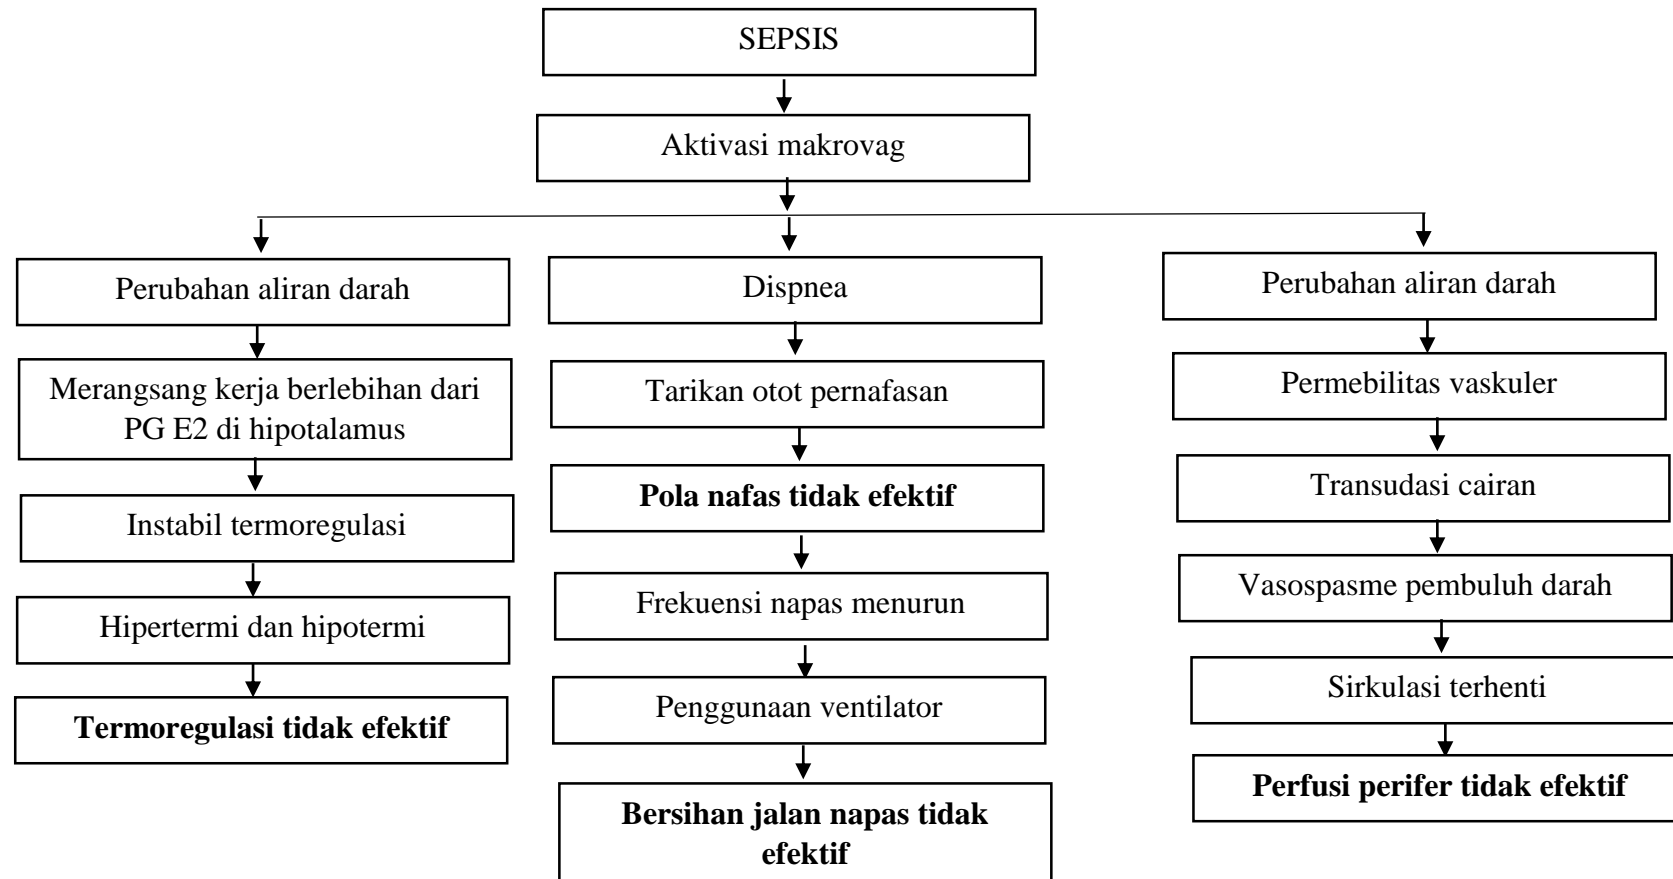 SEPSIS
Aktivasi makrovag
Perubahan aliran darah
Merangsang kerja berlebihan dari
PG E2 di hipotalamus
Instabil termoregulasi
Hipertermi dan hipotermi
Termoregulasi tidak efektif
Dispnea
Tarikan otot pernafasan
Pola nafas tidak efektif
Frekuensi napas menurun
Penggunaan ventilator
Bersihan jalan napas tidak
efektif
Perubahan aliran darah
Permebilitas vaskuler
Transudasi cairan
Vasospasme pembuluh darah
Sirkulasi terhenti
Perfusi perifer tidak efektif